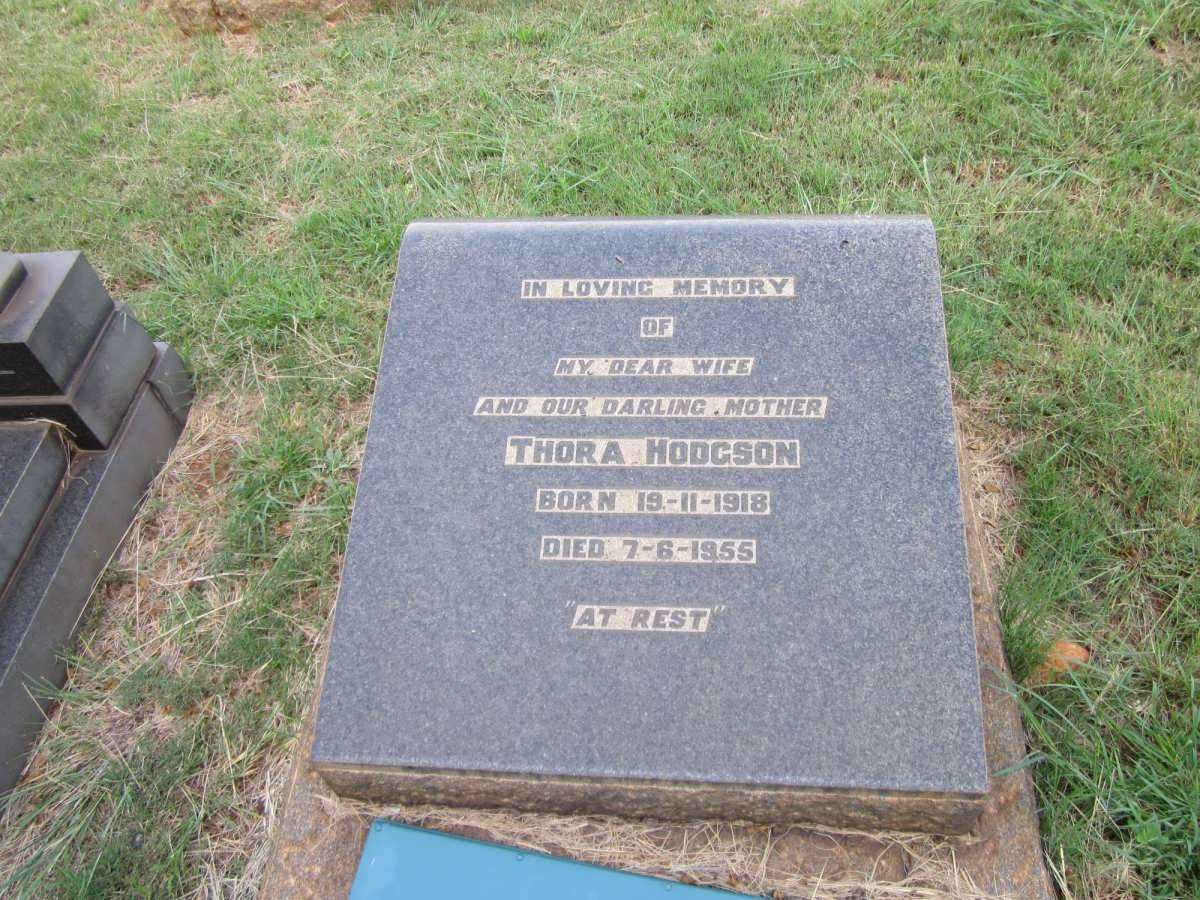 IN LOVING MEMORY
OF
MY DEAR WIFE
AND OUR DARLING MOTHER
THORA HODGSON
BORN 19-11-1918
DIED 7-6-1955
"AT REST"